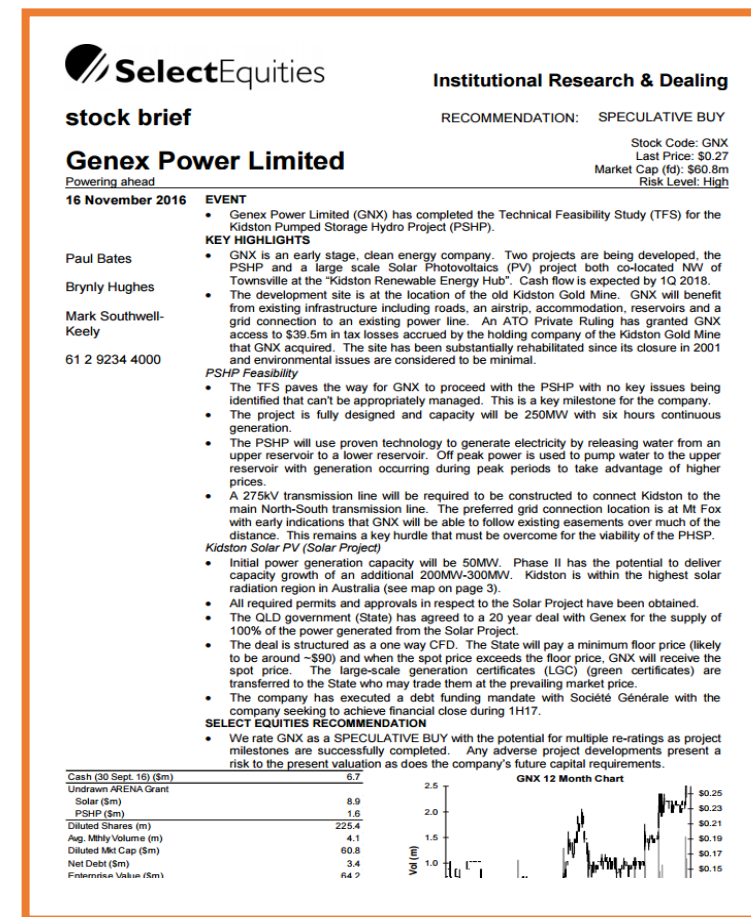 SelectEquities
Institutional Research & Dealing
stock brief
RECOMMENDATION: SPECULATIVE BUY
Stock Code: GNX
Genex Power Limited
Last Price: $0.27
Market Cap (fd): $60.8m
Powering ahead
Risk Level: High
16 November 2016
Paul Bates
Brynly Hughes
Mark Southwell-
Keely
61 2 9234 4000
EVENT
• Genex Power Limited (GNX) has completed the Technical Feasibility Study (TFS) for the
Kidston Pumped Storage Hydro Project (PSHP).
KEY HIGHLIGHTS
• GNX is an early stage, clean energy company. Two projects are being developed, the
PSHP and a large scale Solar Photovoltaics (PV) project both co-located NW of
Townsville at the “Kidston Renewable Energy Hub”. Cash flow is expected by 1Q 2018.
• The development site is at the location of the old Kidston Gold Mine. GNX will benefit
from existing infrastructure including roads, an airstrip, accommodation, reservoirs and a
grid connection to an existing power line. An ATO Private Ruling has granted GNX
access to $39.5m in tax losses accrued by the holding company of the Kidston Gold Mine
that GNX acquired. The site has been substantially rehabilitated since its closure in 2001
and environmental issues are considered to be minimal.
PSHP Feasibility
• The TFS paves the way for GNX to proceed with the PSHP with no key issues being
identified that can't be appropriately managed. This is a key milestone for the company.
• The project is fully designed and capacity will be 250MW with six hours continuous
generation.
• The PSHP will use proven technology to generate electricity by releasing water from an
upper reservoir to a lower reservoir. Off peak power is used to pump water to the upper
reservoir with generation occurring during peak periods to take advantage of higher
prices.
• A 275kV transmission line will be required to be constructed to connect Kidston to the
main North-South transmission line. The preferred grid connection location is at Mt Fox
with early indications that GNX will be able to follow existing easements over much of the
distance. This remains a key hurdle that must be overcome for the viability of the PHSP.
Kidston Solar PV (Solar Project)
• Initial power generation capacity will be 50MW. Phase II has the potential to deliver
capacity growth of an additional 200MW-300MW. Kidston is within the highest solar
radiation region in Australia (see map on page 3).
• All required permits and approvals in respect to the Solar Project have been obtained.
• The QLD government (State) has agreed to a 20 year deal with Genex for the supply of
100% of the power generated from the Solar Project.
• The deal is structured as a one way CFD. The State will pay a minimum floor price (likely
to be around ~$90) and when the spot price exceeds the floor price, GNX will receive the
spot price. The large-scale generation certificates (LGC) (green certificates) are
transferred to the State who may trade them at the prevailing market price.
• The company has executed a debt funding mandate with Société Générale with the
company seeking to achieve financial close during 1H17.
SELECT EQUITIES RECOMMENDATION
• We rate GNX as a SPECULATIVE BUY with the potential for multiple re-ratings as project
milestones are successfully completed. Any adverse project developments present a
risk to the present valuation as does the company's future capital requirements.
Cash (30 Sept. 16) ($m) 6.7
Undrawn ARENA Grant
Solar ($m) 8.9
PSHP ($m) 1.6
Diluted Shares (m) 225.4
Avg. Mthly Volume (m) 4.1
Diluted Mkt Cap ($m) 60.8
Net Debt ($m) 3.4
Enterprise Value ($m) 64.2
GNX 12 Month Chart
Vol (m)
2.5
2.0
1.5
1.0
$0.25
$0.23
$0.21
$0.19
$0.17
$0.15